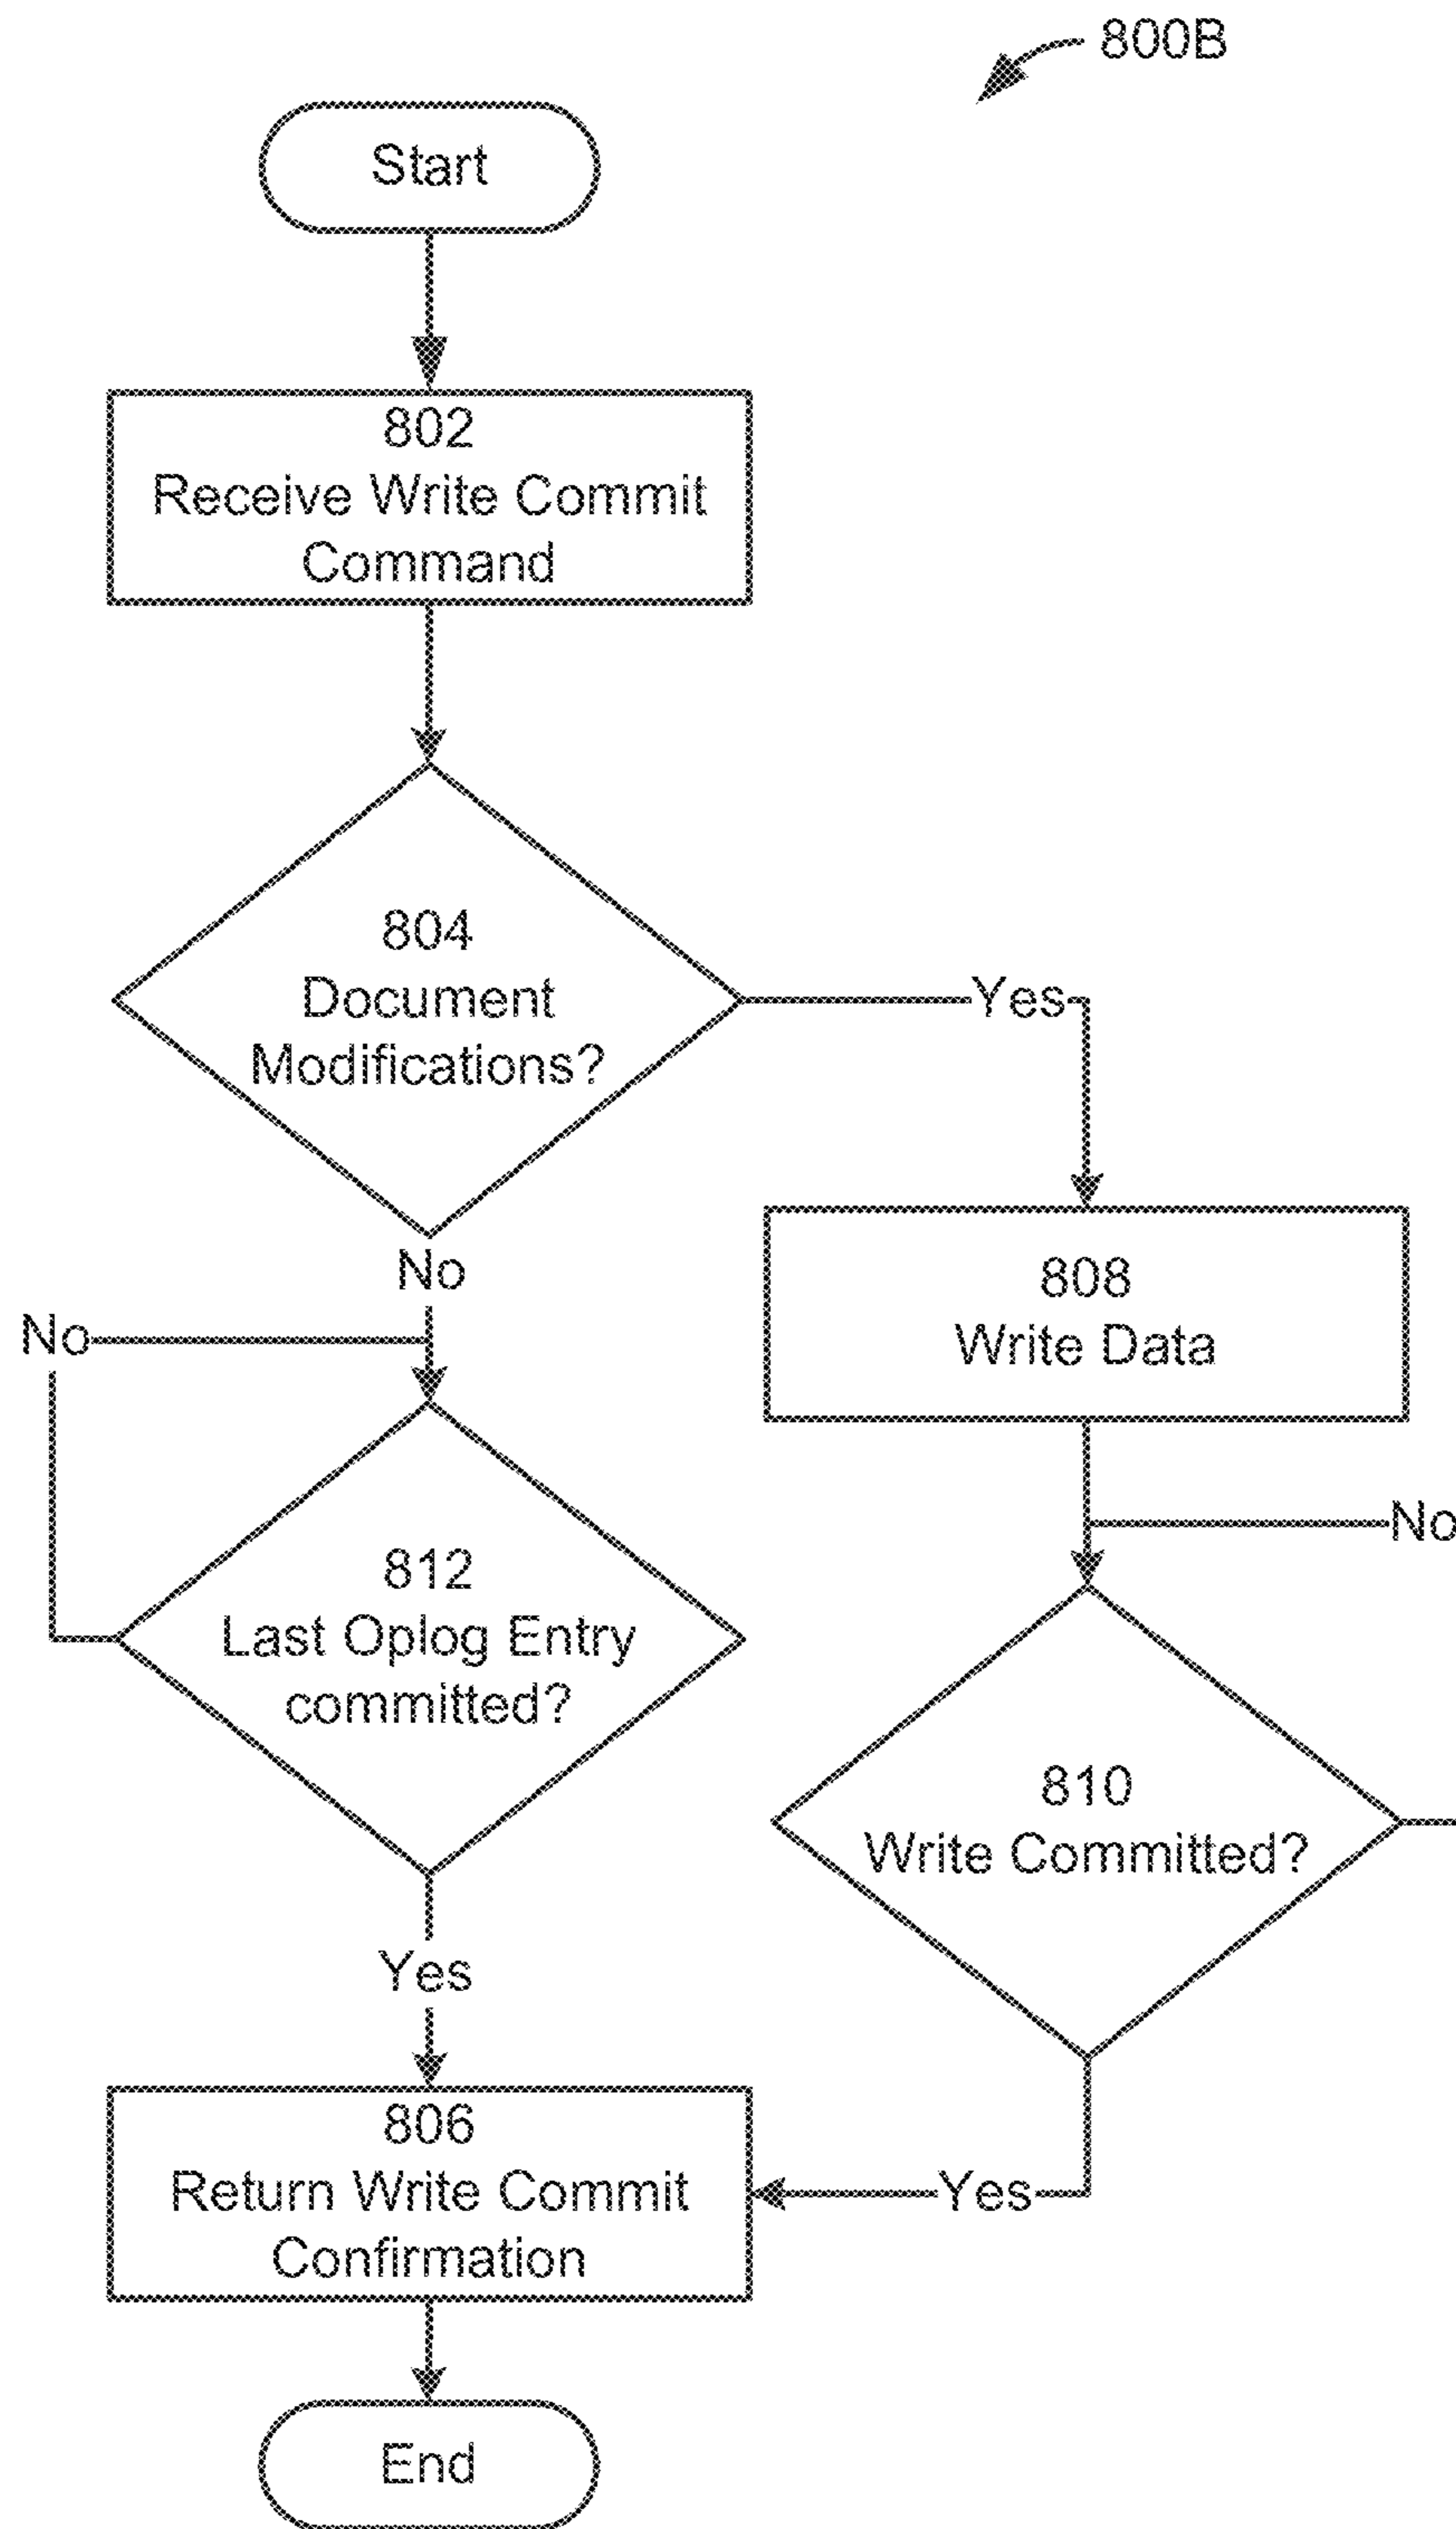 800B
Start
802
Receive Write Commit
Command
804
Document
Modifications?
Yes
No
No
808
Write Data
No
812
Last Oplog Entry
committed?
810
Write Committed?
Yes
806
Return Write Commit
Confirmation
Yes
End